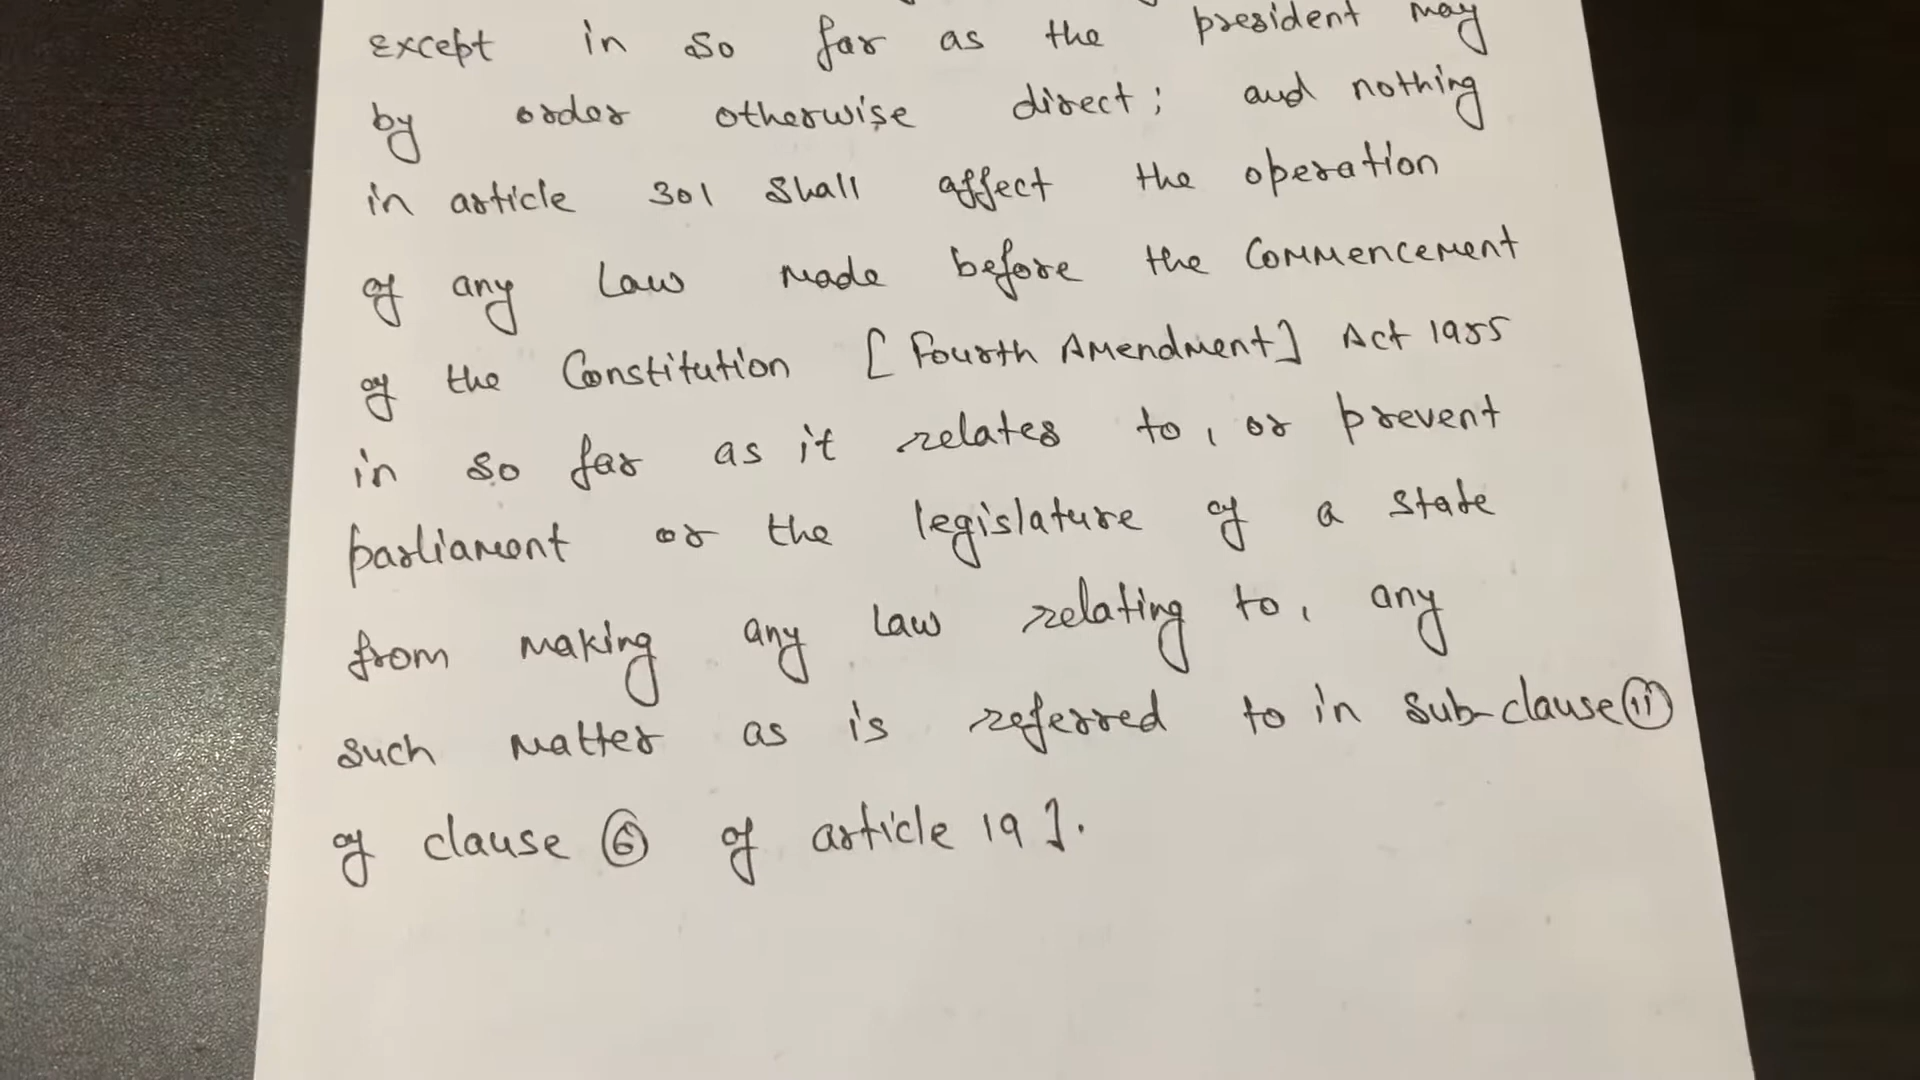 except in so far as the president may
by order otherwise direct; and nothing
in article 301 shall affect the operation
of any law made before the commencement
of the Constitution [Fourth Amendment] Act 1955
in so far as it relates to, or prevent
parliament or the legislature of a state
from making any law relating to, any
such matter as is referred to in sub-clause (ii)
of clause (6) of article 19].